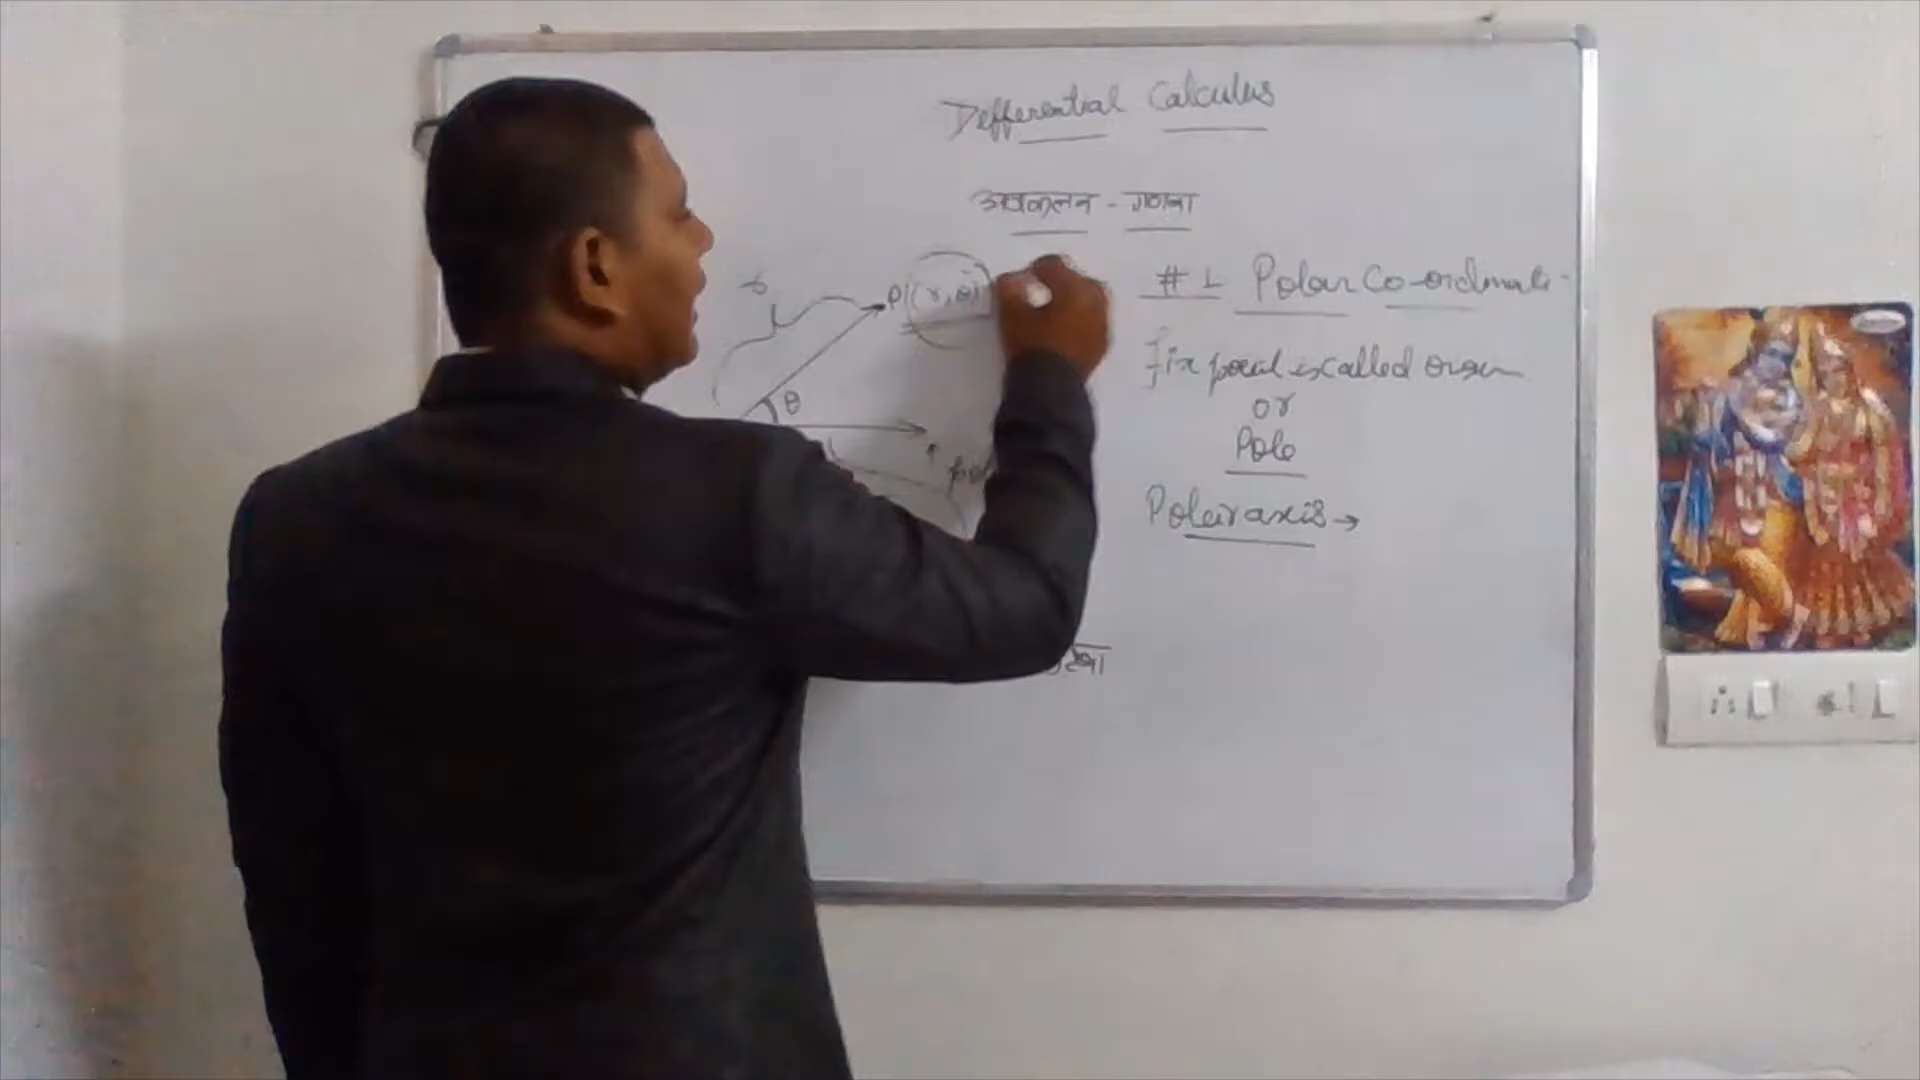 Defferential Calculus
अवकलन - गणना
# 1 Polar Co-ordinate
r
P(r, θ)
Fix point is called origin
θ
or
Pole
Polar axis →